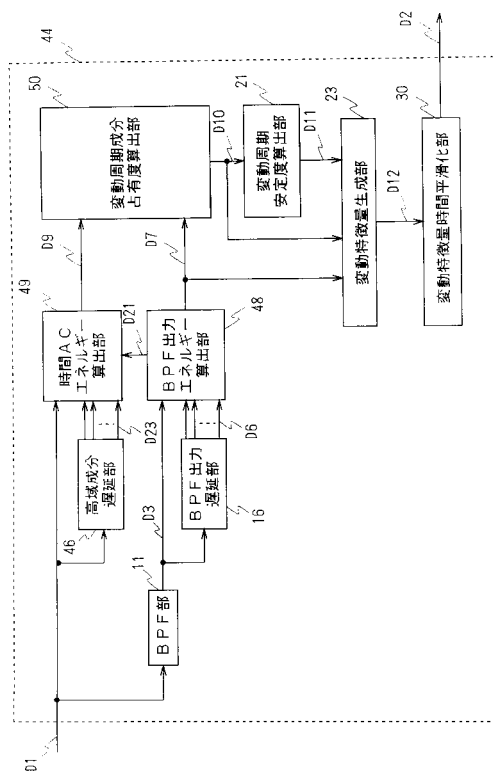 44
D1
D2
49
時間AC
エネルギー
算出部
D9
50
変動周期成分
占有度算出部
46
高域成分
遅延部
D23
D21
BPF出力
エネルギー
算出部
48
D7
D10
21
変動周期
安定度算出部
D11
D3
11
BPF部
BPF出力
遅延部
16
D6
23
変動特徴量生成部
D12
30
変動特徴量時間平滑化部